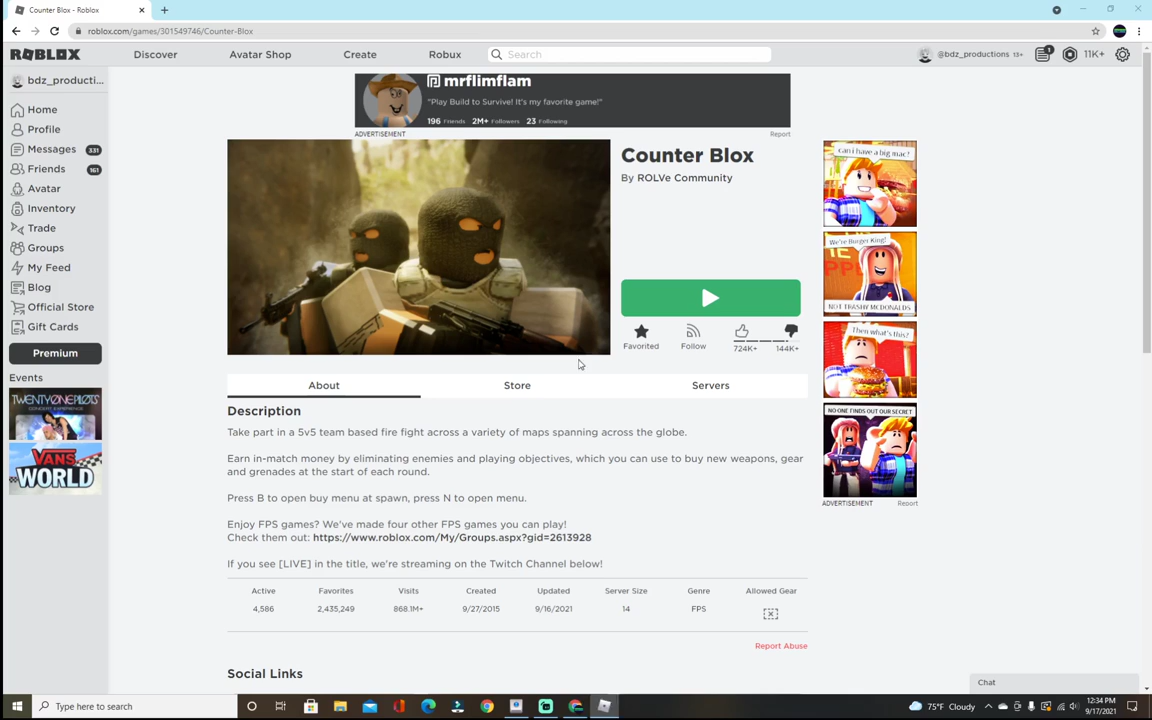 Counter Blox - Roblox
roblox.com/games/301549746/Counter-Blox
ROBLOX
Discover
Avatar Shop
Create
Robux
Search
@bdz_productions 13+
1
11K+
bdz_producti...
Home
Profile
Messages 331
Friends 161
Avatar
Inventory
Trade
Groups
My Feed
Blog
Official Store
Gift Cards
Premium
Events
TWENTY ONE PILOTS
VANS
WORLD
mrflimflam
"Play Build to Survive! It's my favorite game!"
196 Friends 2M+ Followers 23 Following
ADVERTISEMENT
Report
Counter Blox
By ROLVe Community
Favorited
Follow
724K+
144K+
can i have a big mac?
We're Burger King!
NOT TRASHY MCDONALDS
Then what's this?
NO ONE FINDS OUT OUR SECRET
ADVERTISEMENT
Report
About
Store
Servers
Description
Take part in a 5v5 team based fire fight across a variety of maps spanning across the globe.
Earn in-match money by eliminating enemies and playing objectives, which you can use to buy new weapons, gear
and grenades at the start of each round.
Press B to open buy menu at spawn, press N to open menu.
Enjoy FPS games? We've made four other FPS games you can play!
Check them out: https://www.roblox.com/My/Groups.aspx?gid=2613928
If you see [LIVE] in the title, we're streaming on the Twitch Channel below!
Active Favorites Visits Created Updated Server Size Genre Allowed Gear
4,586 2,435,249 868.1M+ 9/27/2015 9/16/2021 14 FPS
Report Abuse
Social Links
Chat
Type here to search
75°F Cloudy
12:34 PM
9/17/2021